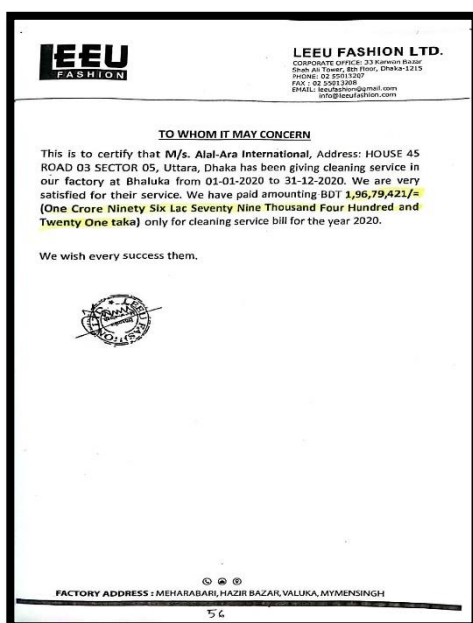 LEEU
FASHION
LEEU FASHION LTD.
CORPORATE OFFICE: 33 Karwan Bazar
Shah Ali Tower, 8th Floor, Dhaka-1215
PHONE: 02 55013207
FAX : 02 55013208
EMAIL: leeufashion@gmail.com
info@leeufashion.com
TO WHOM IT MAY CONCERN
This is to certify that M/s. Alal-Ara International, Address: HOUSE 45
ROAD 03 SECTOR 05, Uttara, Dhaka has been giving cleaning service in
our factory at Bhaluka from 01-01-2020 to 31-12-2020. We are very
satisfied for their service. We have paid amounting BDT 1,96,79,421/=
(One Crore Ninety Six Lac Seventy Nine Thousand Four Hundred and
Twenty One taka) only for cleaning service bill for the year 2020.
We wish every success them.
LEEU FASHION LTD
FACTORY ADDRESS : MEHARABARI, HAZIR BAZAR, VALUKA, MYMENSINGH
56